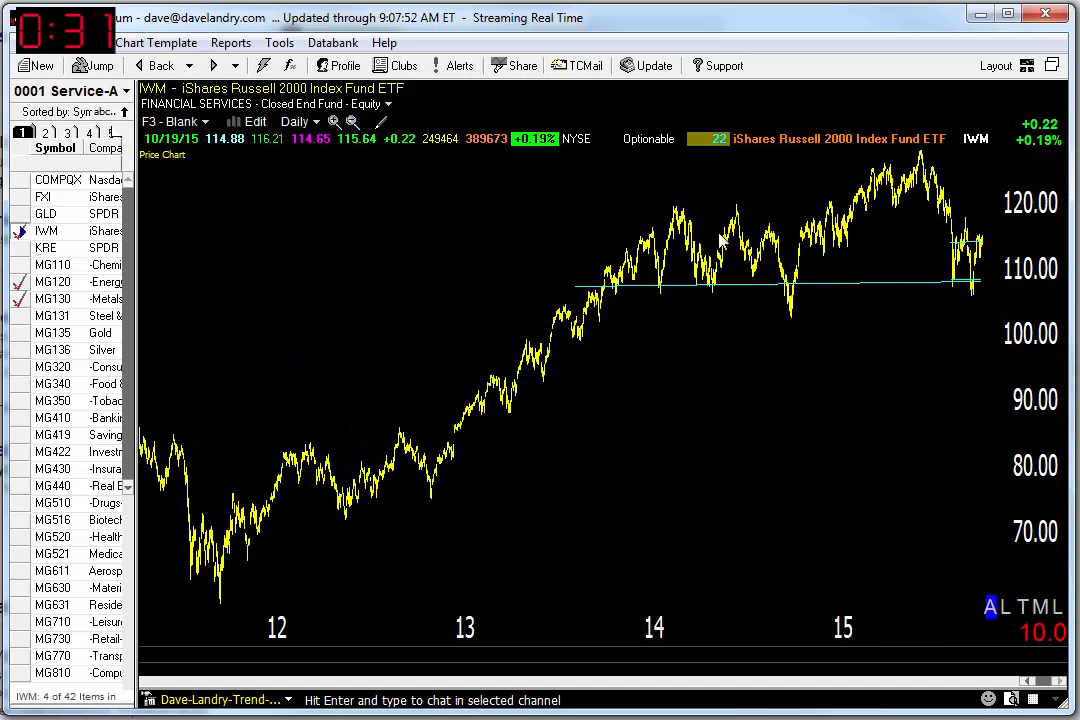 um - dave@davelandry.com ... Updated through 9:07:52 AM ET - Streaming Real Time
0:31
Chart Template Reports Tools Databank Help
New Jump Back Profile Clubs Alerts Share TCMail Update Support Layout
0001 Service-A
Sorted by: Symabc..
1 2 3 4
Symbol Compa
COMPQX Nasda
FXI iShare
GLD SPDR
IWM iShares
KRE SPDR
MG110 -Chemi
MG120 -Energ
MG130 -Metals
MG131 Steel &
MG135 Gold
MG136 Silver
MG320 -Consu
MG340 -Food &
MG350 -Tobac
MG410 -Bankin
MG419 Saving
MG422 Investn
MG430 -Insura
MG440 -Real E
MG510 -Drugs-
MG516 Biotech
MG520 -Health
MG521 Medica
MG611 Aerosp
MG630 -Materi
MG631 Reside
MG710 -Leisur
MG730 -Retail-
MG770 -Transp
MG810 -Compu
IWM: 4 of 42 Items in
IWM - iShares Russell 2000 Index Fund ETF
FINANCIAL SERVICES - Closed End Fund - Equity
F3 - Blank Edit Daily
10/19/15 114.88 116.21 114.65 115.64 +0.22 249464 389673 +0.19% NYSE Optionable 22 iShares Russell 2000 Index Fund ETF IWM
+0.22
+0.19%
Price Chart
120.00
110.00
100.00
90.00
80.00
70.00
A L T M L
10.0
12 13 14 15
Dave-Landry-Trend-... Hit Enter and type to chat in selected channel